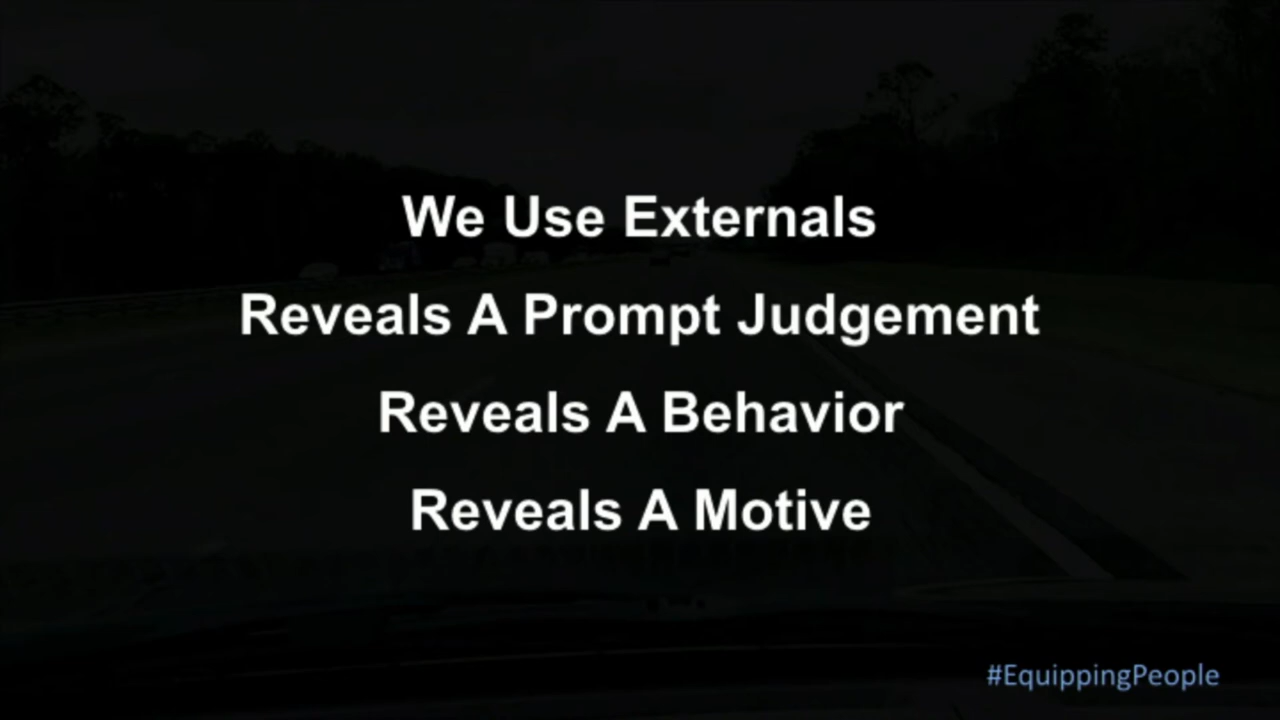 We Use Externals
Reveals A Prompt Judgement
Reveals A Behavior
Reveals A Motive
#EquippingPeople